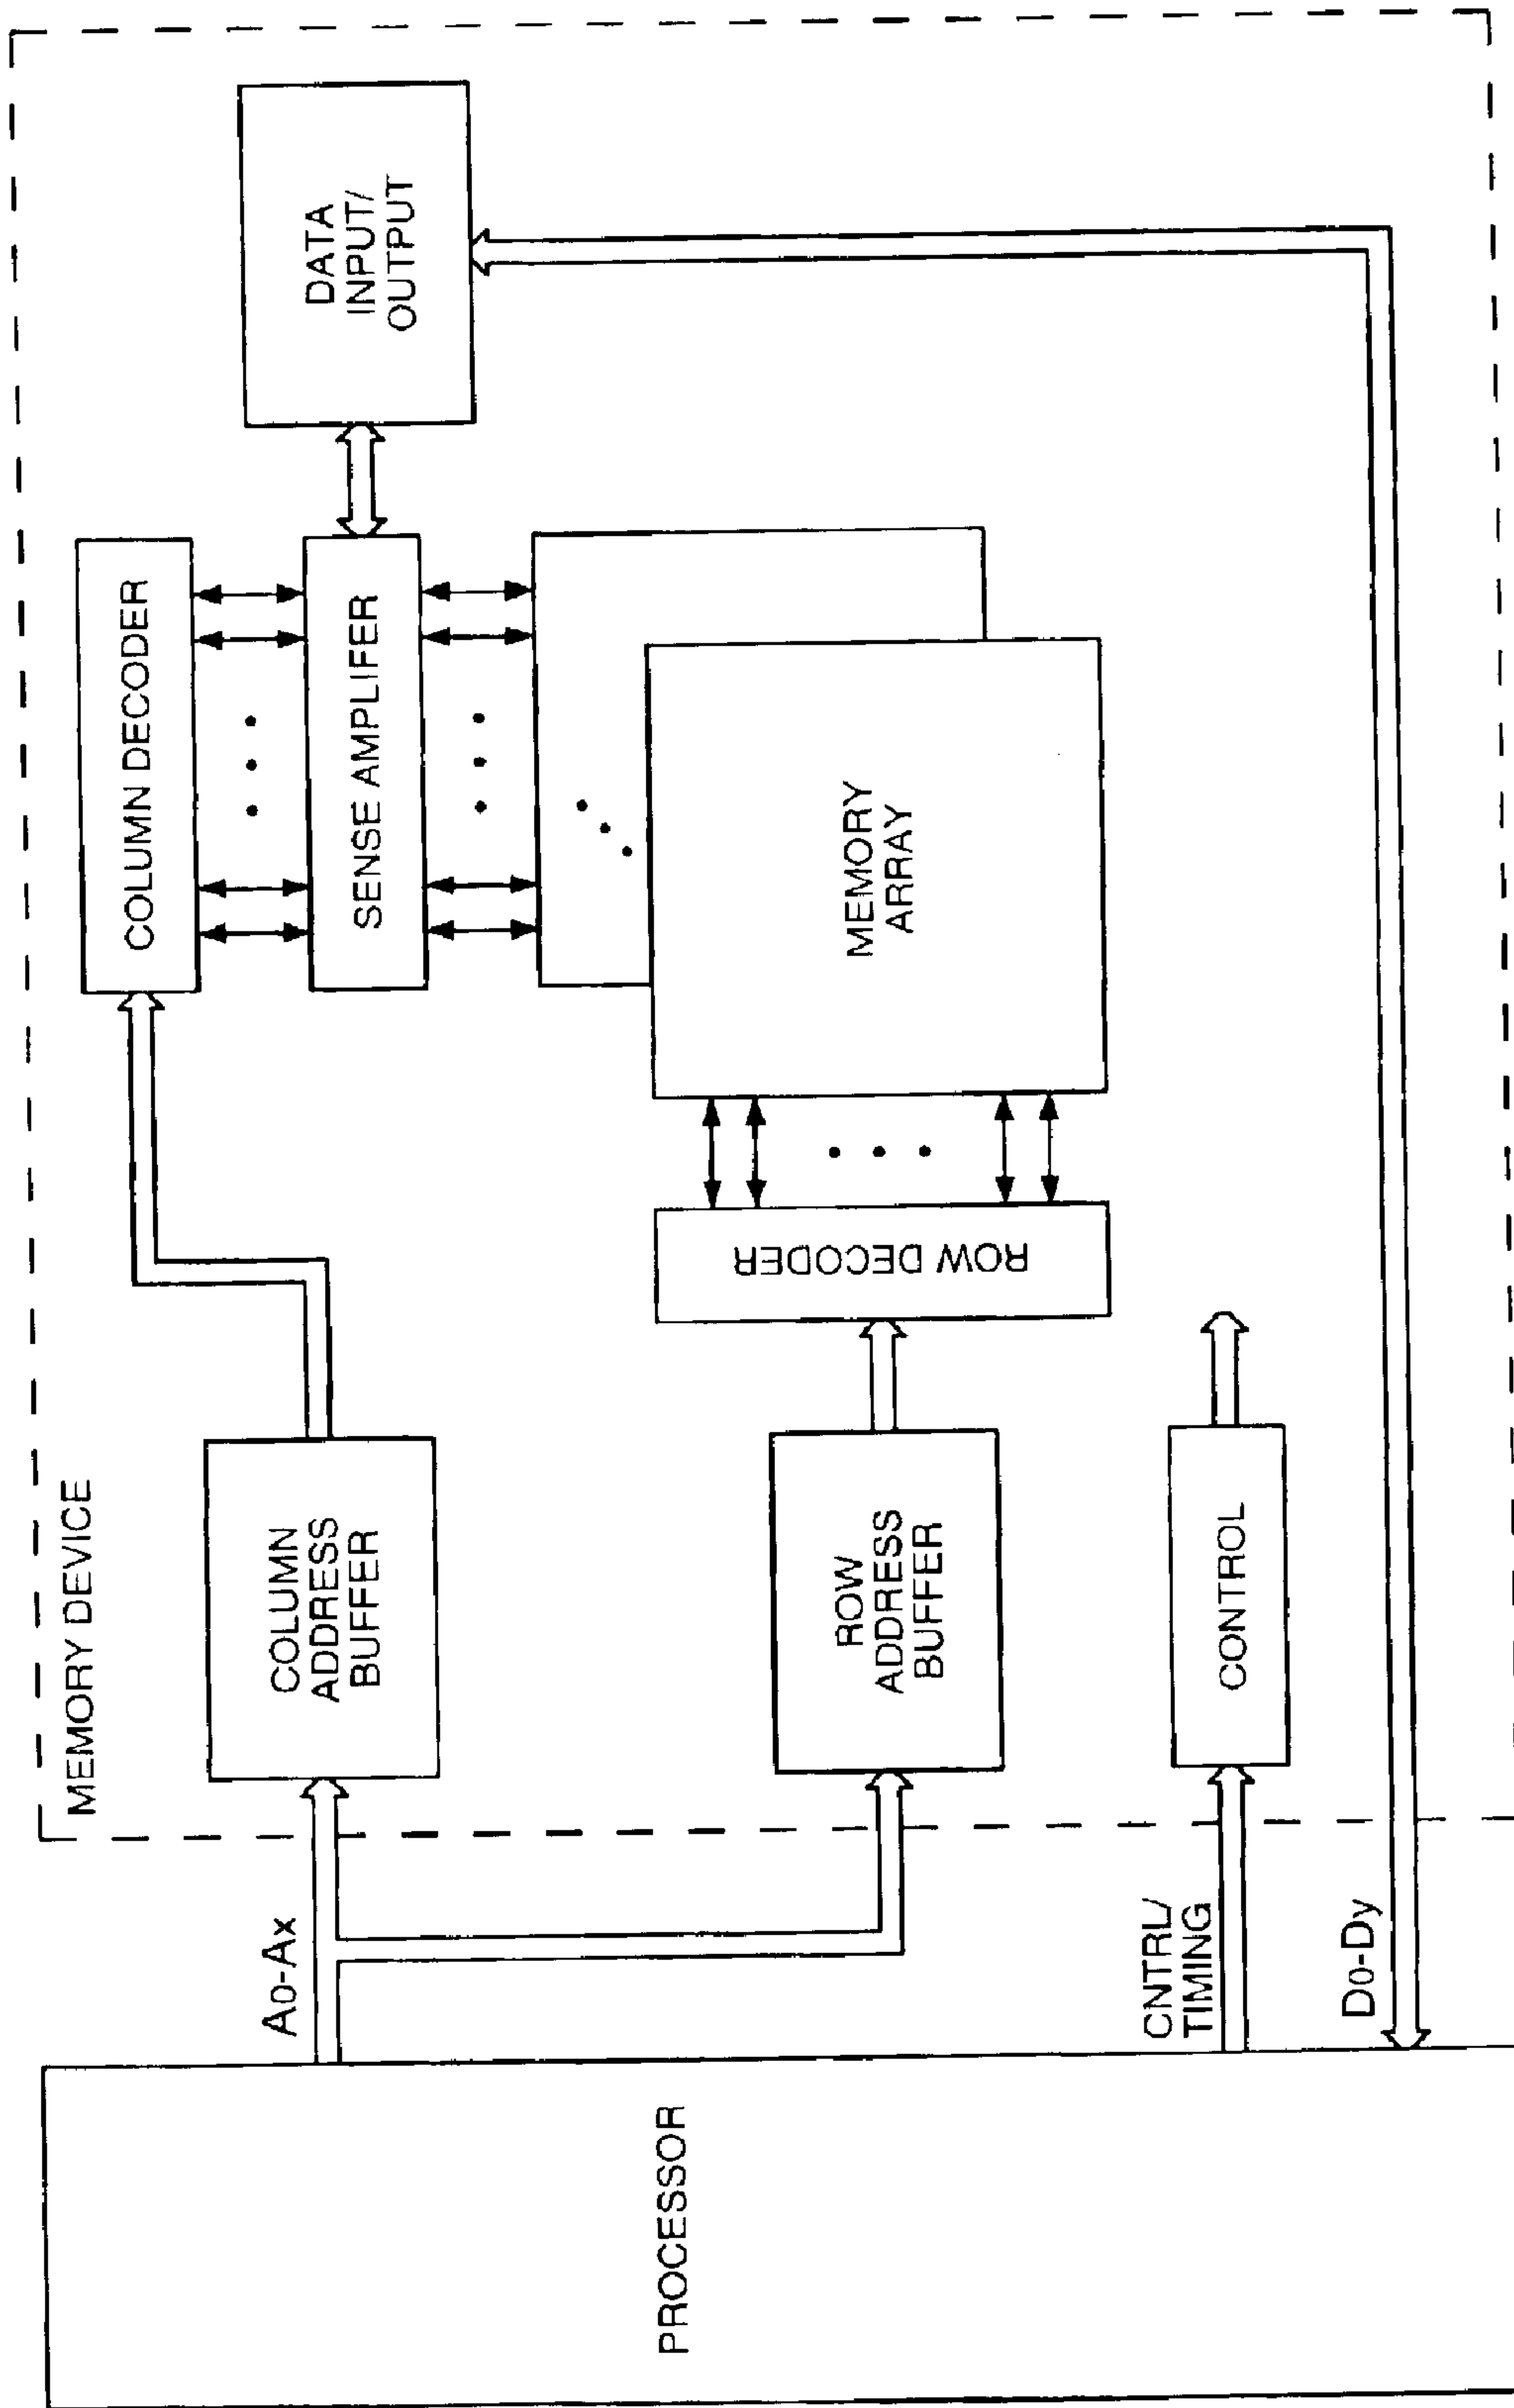 MEMORY DEVICE
PROCESSOR
A0-Ax
COLUMN
ADDRESS
BUFFER
COLUMN DECODER
SENSE AMPLIFER
DATA
INPUT/
OUTPUT
ROW
ADDRESS
BUFFER
ROW DECODER
MEMORY
ARRAY
CNTRL/
TIMING
CONTROL
D0-Dy